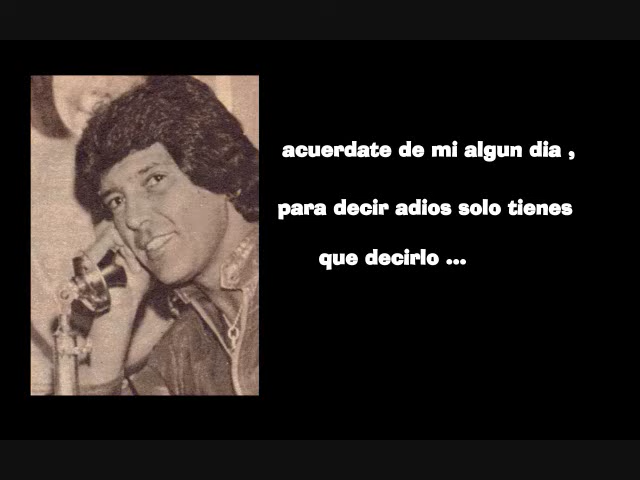 acuerdate de mi algun dia ,
para decir adios solo tienes
que decirlo ...